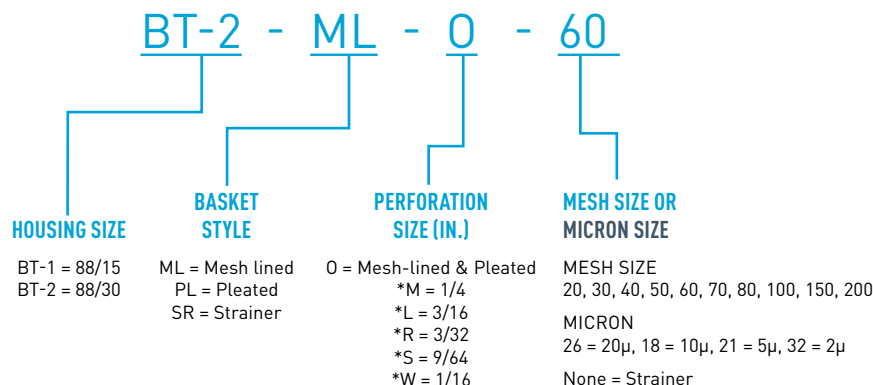 BT-2 - ML - O - 60
HOUSING SIZE
BT-1 = 88/15
BT-2 = 88/30
BASKET
STYLE
ML = Mesh lined
PL = Pleated
SR = Strainer
PERFORATION
SIZE (IN.)
O = Mesh-lined & Pleated
*M = 1/4
*L = 3/16
*R = 3/32
*S = 9/64
*W = 1/16
MESH SIZE OR
MICRON SIZE
MESH SIZE
20, 30, 40, 50, 60, 70, 80, 100, 150, 200
MICRON
26 = 20µ, 18 = 10µ, 21 = 5µ, 32 = 2µ
None = Strainer